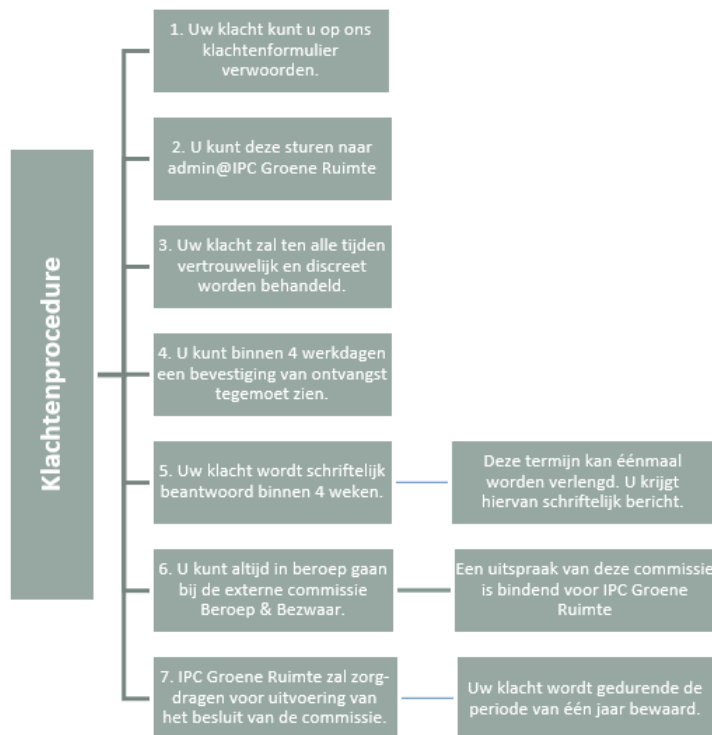 Klachtenprocedure
1. Uw klacht kunt u op ons
klachtenformulier
verwoorden.
2. U kunt deze sturen naar
admin@IPC Groene Ruimte
3. Uw klacht zal ten alle tijden
vertrouwelijk en discreet
worden behandeld.
4. U kunt binnen 4 werkdagen
een bevestiging van ontvangst
tegemoet zien.
5. Uw klacht wordt schriftelijk
beantwoord binnen 4 weken.
Deze termijn kan éénmaal
worden verlengd. U krijgt
hiervan schriftelijk bericht.
6. U kunt altijd in beroep gaan
bij de externe commissie
Beroep & Bezwaar.
Een uitspraak van deze commissie
is bindend voor IPC Groene
Ruimte
7. IPC Groene Ruimte zal zorg-
dragen voor uitvoering van
het besluit van de commissie.
Uw klacht wordt gedurende de
periode van één jaar bewaard.